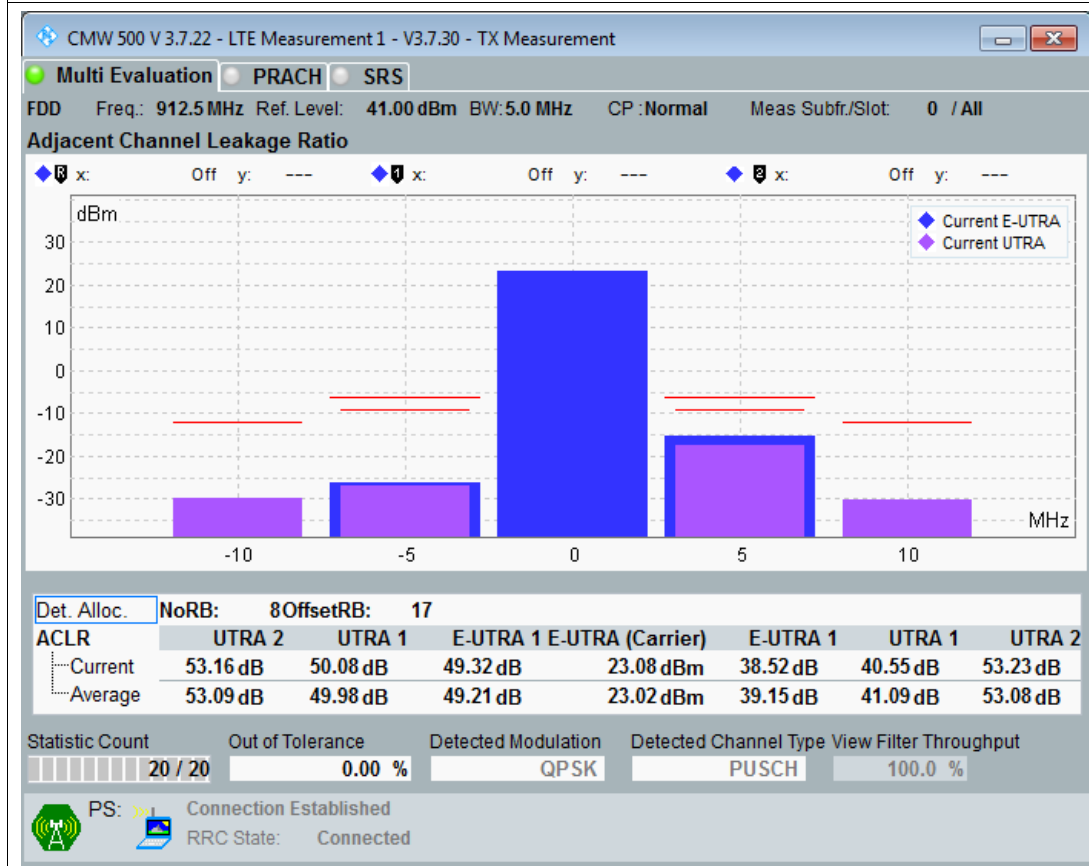 CMW 500 V 3.7.22 - LTE Measurement 1 - V3.7.30 - TX Measurement
Multi Evaluation PRACH SRS
FDD Freq.: 912.5 MHz Ref. Level: 41.00 dBm BW: 5.0 MHz CP : Normal Meas Subfr./Slot: 0 / All
Adjacent Channel Leakage Ratio
R x: Off y: --- 1 x: Off y: --- 2 x: Off y: ---
dBm
Current E-UTRA
Current UTRA
30
20
10
0
-10
-20
-30
MHz
-10 -5 0 5 10
Det. Alloc. NoRB: 8 OffsetRB: 17
ACLR UTRA 2 UTRA 1 E-UTRA 1 E-UTRA (Carrier) E-UTRA 1 UTRA 1 UTRA 2
Current 53.16 dB 50.08 dB 49.32 dB 23.08 dBm 38.52 dB 40.55 dB 53.23 dB
Average 53.09 dB 49.98 dB 49.21 dB 23.02 dBm 39.15 dB 41.09 dB 53.08 dB
Statistic Count Out of Tolerance Detected Modulation Detected Channel Type View Filter Throughput
20 / 20 0.00 % QPSK PUSCH 100.0 %
PS: Connection Established
RRC State: Connected